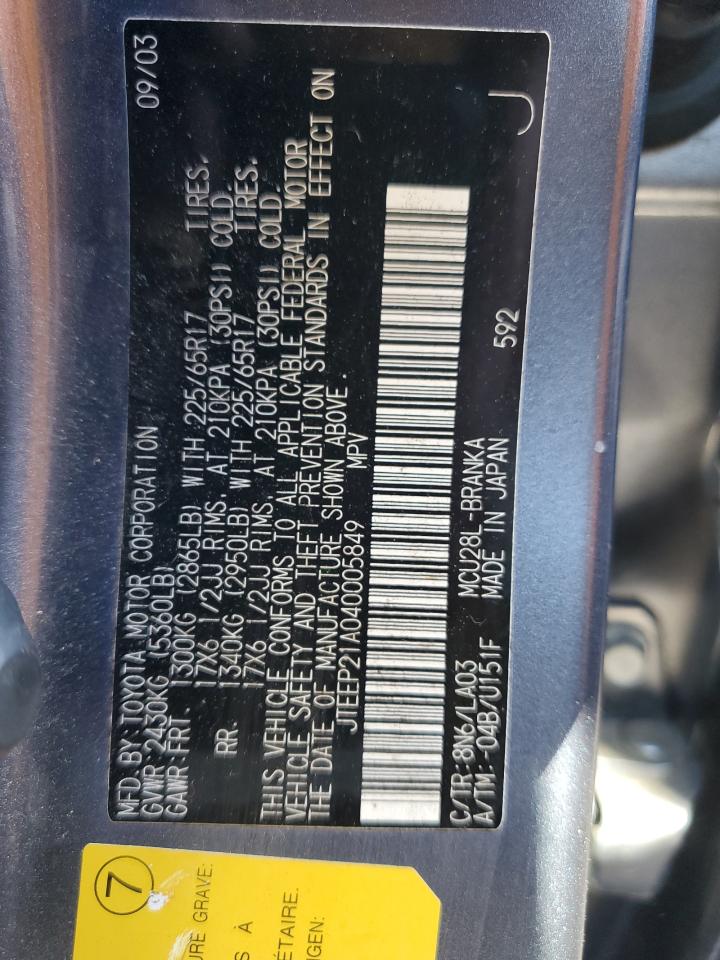 MFD. BY: TOYOTA MOTOR CORPORATION 09/03
GVWR: 2430KG (5360LB)
GAWR: FRT. 1300KG (2865LB) WITH 225/65R17 TIRES.
17X6 1/2JJ RIMS. AT 210KPA (30PSI) COLD.
RR. 1340KG (2950LB) WITH 225/65R17 TIRES.
17X6 1/2JJ RIMS. AT 210KPA (30PSI) COLD.
THIS VEHICLE CONFORMS TO ALL APPLICABLE FEDERAL MOTOR
VEHICLE SAFETY AND THEFT PREVENTION STANDARDS IN EFFECT ON
THE DATE OF MANUFACTURE SHOWN ABOVE.
JTEEP21A040005849 MPV
C/TR: 8N6/LA03 MCU28L-BRANKA
A/TM: 04B/U151F MADE IN JAPAN 592 J
7
URE GRAVE:
S À
ÉTAIRE.
NGEN: